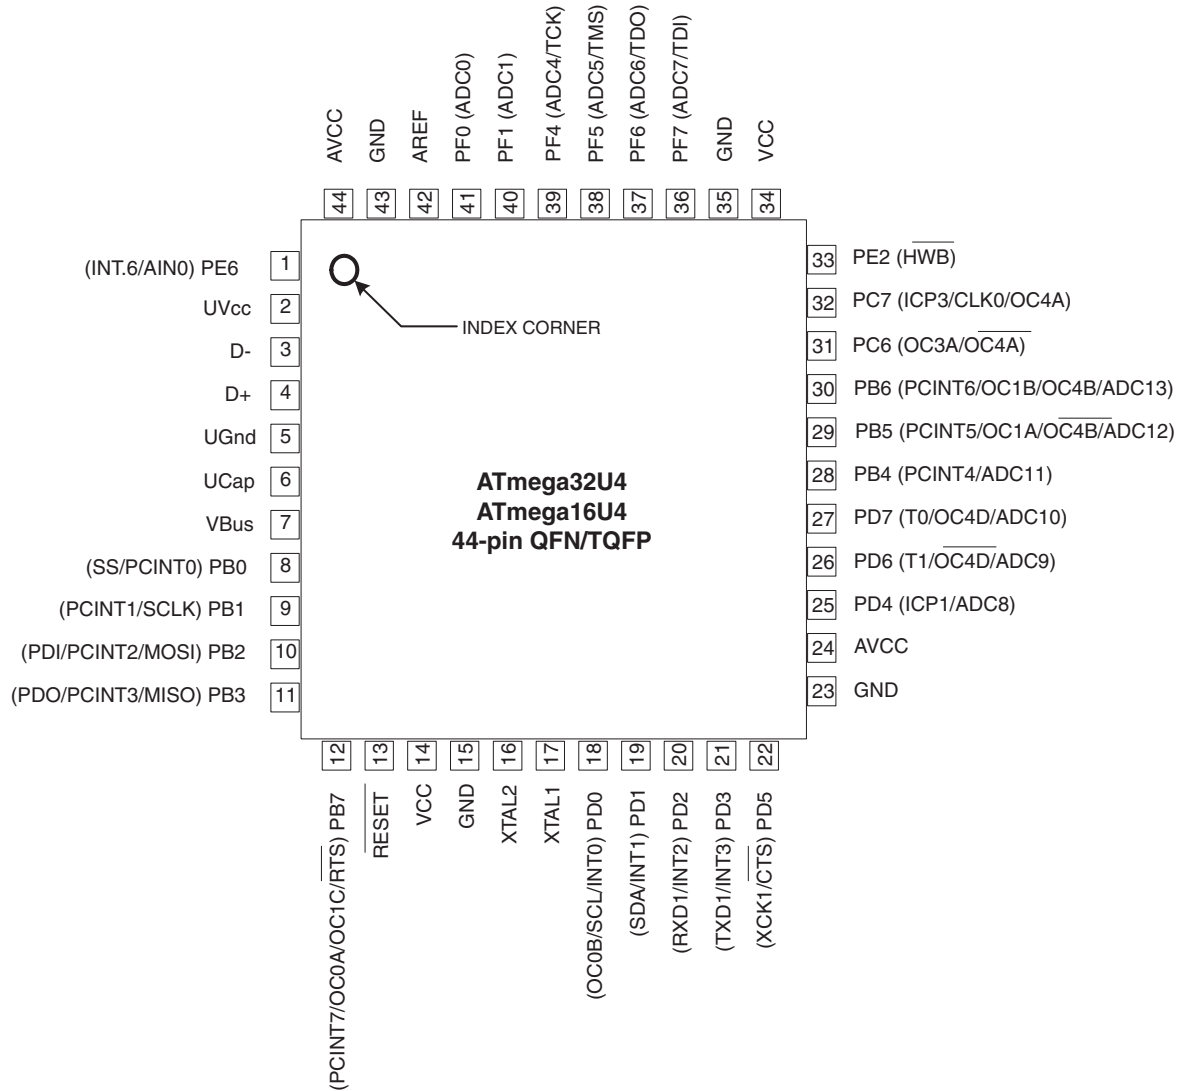 AVCC
GND
AREF
PF0 (ADC0)
PF1 (ADC1)
PF4 (ADC4/TCK)
PF5 (ADC5/TMS)
PF6 (ADC6/TDO)
PF7 (ADC7/TDI)
GND
VCC
44
43
42
41
40
39
38
37
36
35
34
(INT.6/AIN0) PE6 1
UVcc 2
D- 3
D+ 4
UGnd 5
UCap 6
VBus 7
(SS/PCINT0) PB0 8
(PCINT1/SCLK) PB1 9
(PDI/PCINT2/MOSI) PB2 10
(PDO/PCINT3/MISO) PB3 11
INDEX CORNER
ATmega32U4
ATmega16U4
44-pin QFN/TQFP
33 PE2 (HWB)
32 PC7 (ICP3/CLK0/OC4A)
31 PC6 (OC3A/OC4A)
30 PB6 (PCINT6/OC1B/OC4B/ADC13)
29 PB5 (PCINT5/OC1A/OC4B/ADC12)
28 PB4 (PCINT4/ADC11)
27 PD7 (T0/OC4D/ADC10)
26 PD6 (T1/OC4D/ADC9)
25 PD4 (ICP1/ADC8)
24 AVCC
23 GND
12
13
14
15
16
17
18
19
20
21
22
(PCINT7/OC0A/OC1C/RTS) PB7
RESET
VCC
GND
XTAL2
XTAL1
(OC0B/SCL/INT0) PD0
(SDA/INT1) PD1
(RXD1/INT2) PD2
(TXD1/INT3) PD3
(XCK1/CTS) PD5